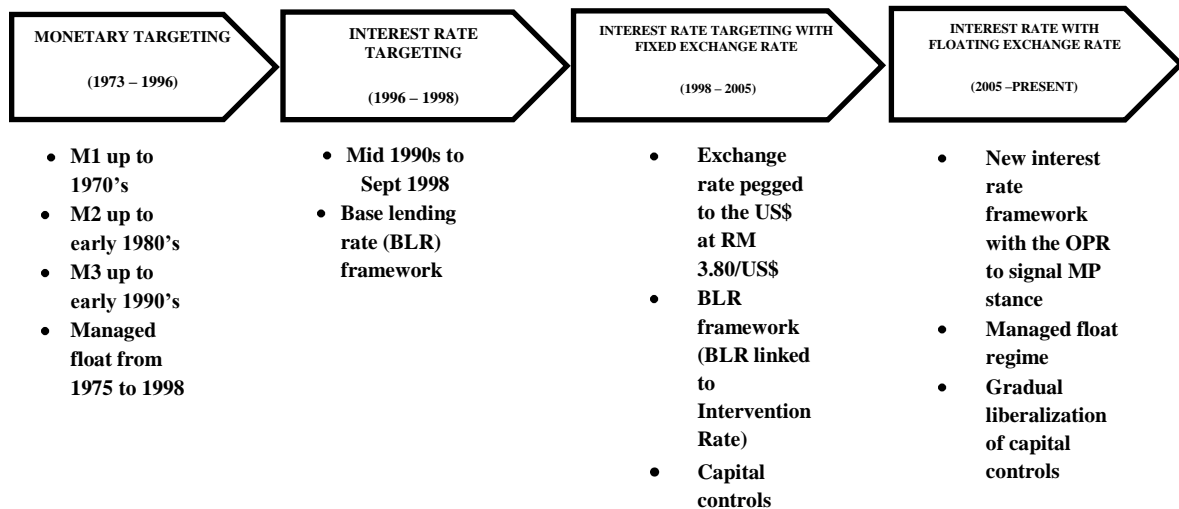 MONETARY TARGETING
(1973 – 1996)
• M1 up to
1970's
• M2 up to
early 1980's
• M3 up to
early 1990's
• Managed
float from
1975 to 1998
INTEREST RATE
TARGETING
(1996 – 1998)
• Mid 1990s to
Sept 1998
• Base lending
rate (BLR)
framework
INTEREST RATE TARGETING WITH
FIXED EXCHANGE RATE
(1998 – 2005)
• Exchange
rate pegged
to the US$
at RM
3.80/US$
• BLR
framework
(BLR linked
to
Intervention
Rate)
• Capital
controls
INTEREST RATE WITH
FLOATING EXCHANGE RATE
(2005 –PRESENT)
• New interest
rate
framework
with the OPR
to signal MP
stance
• Managed float
regime
• Gradual
liberalization
of capital
controls